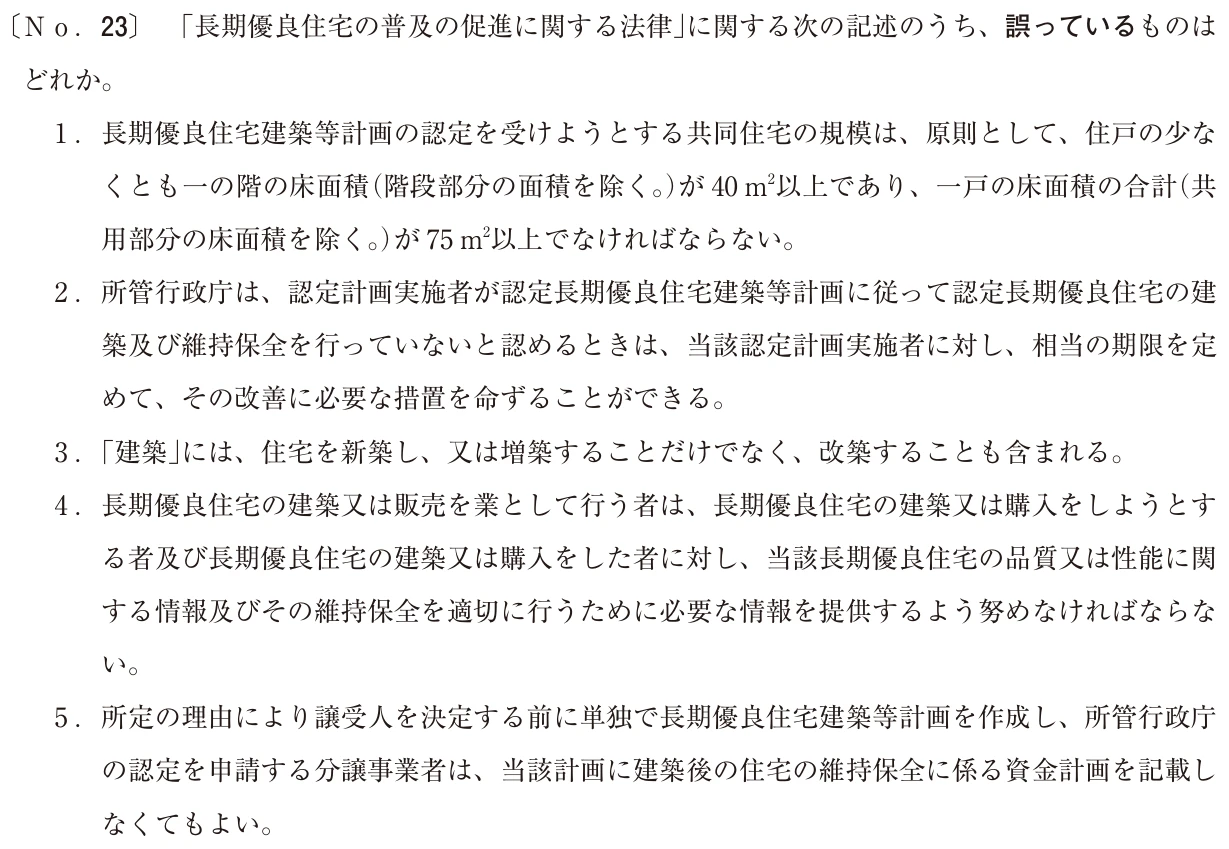 〔No. 23〕 「長期優良住宅の普及の促進に関する法律」に関する次の記述のうち、誤っているものは
どれか。
1. 長期優良住宅建築等計画の認定を受けようとする共同住宅の規模は、原則として、住戸の少な
くとも一の階の床面積(階段部分の面積を除く。)が 40 m²以上であり、一戸の床面積の合計(共
用部分の床面積を除く。)が 75 m²以上でなければならない。
2. 所管行政庁は、認定計画実施者が認定長期優良住宅建築等計画に従って認定長期優良住宅の建
築及び維持保全を行っていないと認めるときは、当該認定計画実施者に対し、相当の期限を定
めて、その改善に必要な措置を命ずることができる。
3. 「建築」には、住宅を新築し、又は増築することだけでなく、改築することも含まれる。
4. 長期優良住宅の建築又は販売を業として行う者は、長期優良住宅の建築又は購入をしようとす
る者及び長期優良住宅の建築又は購入をした者に対し、当該長期優良住宅の品質又は性能に関
する情報及びその維持保全を適切に行うために必要な情報を提供するよう努めなければならな
い。
5. 所定の理由により譲受人を決定する前に単独で長期優良住宅建築等計画を作成し、所管行政庁
の認定を申請する分譲事業者は、当該計画に建築後の住宅の維持保全に係る資金計画を記載し
なくてもよい。